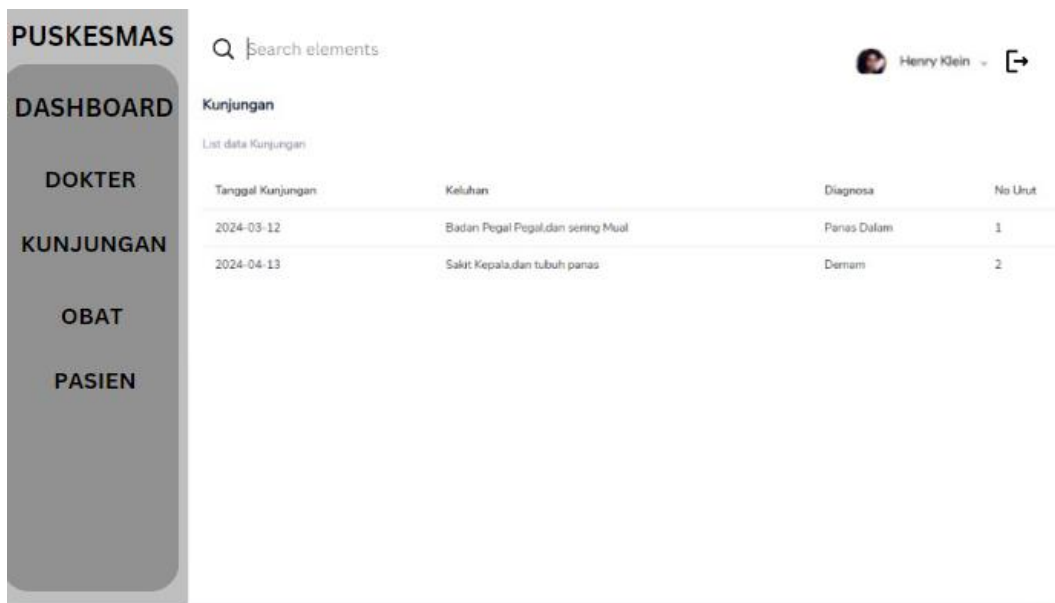 PUSKESMAS
DASHBOARD
DOKTER
KUNJUNGAN
OBAT
PASIEN
Search elements
Henry Klein
Kunjungan
List data Kunjungan
Tanggal Kunjungan Keluhan Diagnosa No Urut
2024-03-12 Badan Pegal Pegal,dan sering Mual Panas Dalam 1
2024-04-13 Sakit Kepala,dan tubuh panas Demam 2